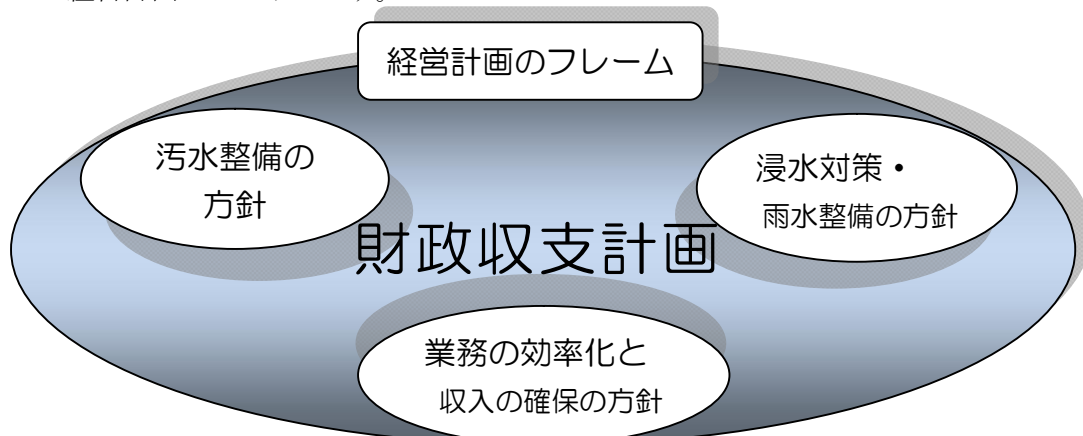 経営計画のフレーム
汚水整備の
方針
浸水対策・
雨水整備の方針
財政収支計画
業務の効率化と
収入の確保の方針